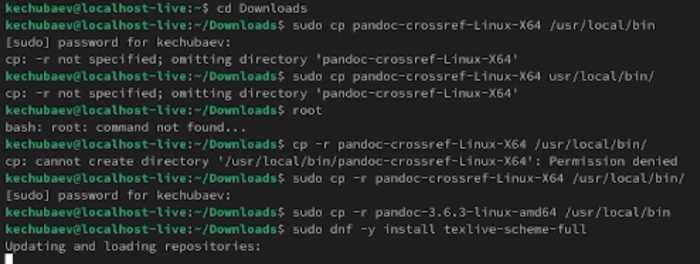 kechubaev@localhost-live:~$ cd Downloads
kechubaev@localhost-live:~/Downloads$ sudo cp pandoc-crossref-Linux-X64 /usr/local/bin
[sudo] password for kechubaev:
cp: -r not specified; omitting directory 'pandoc-crossref-Linux-X64'
kechubaev@localhost-live:~/Downloads$ sudo cp pandoc-crossref-Linux-X64 usr/local/bin/
cp: -r not specified; omitting directory 'pandoc-crossref-Linux-X64'
kechubaev@localhost-live:~/Downloads$ root
bash: root: command not found...
kechubaev@localhost-live:~/Downloads$ cp -r pandoc-crossref-Linux-X64 /usr/local/bin/
cp: cannot create directory '/usr/local/bin/pandoc-crossref-Linux-X64': Permission denied
kechubaev@localhost-live:~/Downloads$ sudo cp -r pandoc-crossref-Linux-X64 /usr/local/bin/
[sudo] password for kechubaev:
kechubaev@localhost-live:~/Downloads$ sudo cp -r pandoc-3.6.3-linux-amd64 /usr/local/bin
kechubaev@localhost-live:~/Downloads$ sudo dnf -y install texlive-scheme-full
Updating and loading repositories: